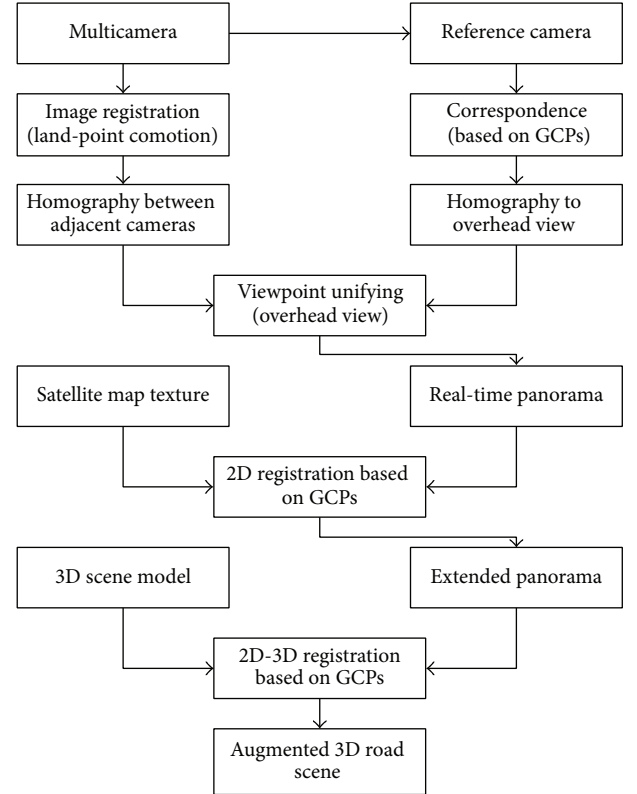 Multicamera
Reference camera
Image registration
(land-point comotion)
Correspondence
(based on GCPs)
Homography between
adjacent cameras
Homography to
overhead view
Viewpoint unifying
(overhead view)
Satellite map texture
Real-time panorama
2D registration based
on GCPs
3D scene model
Extended panorama
2D-3D registration
based on GCPs
Augmented 3D road
scene